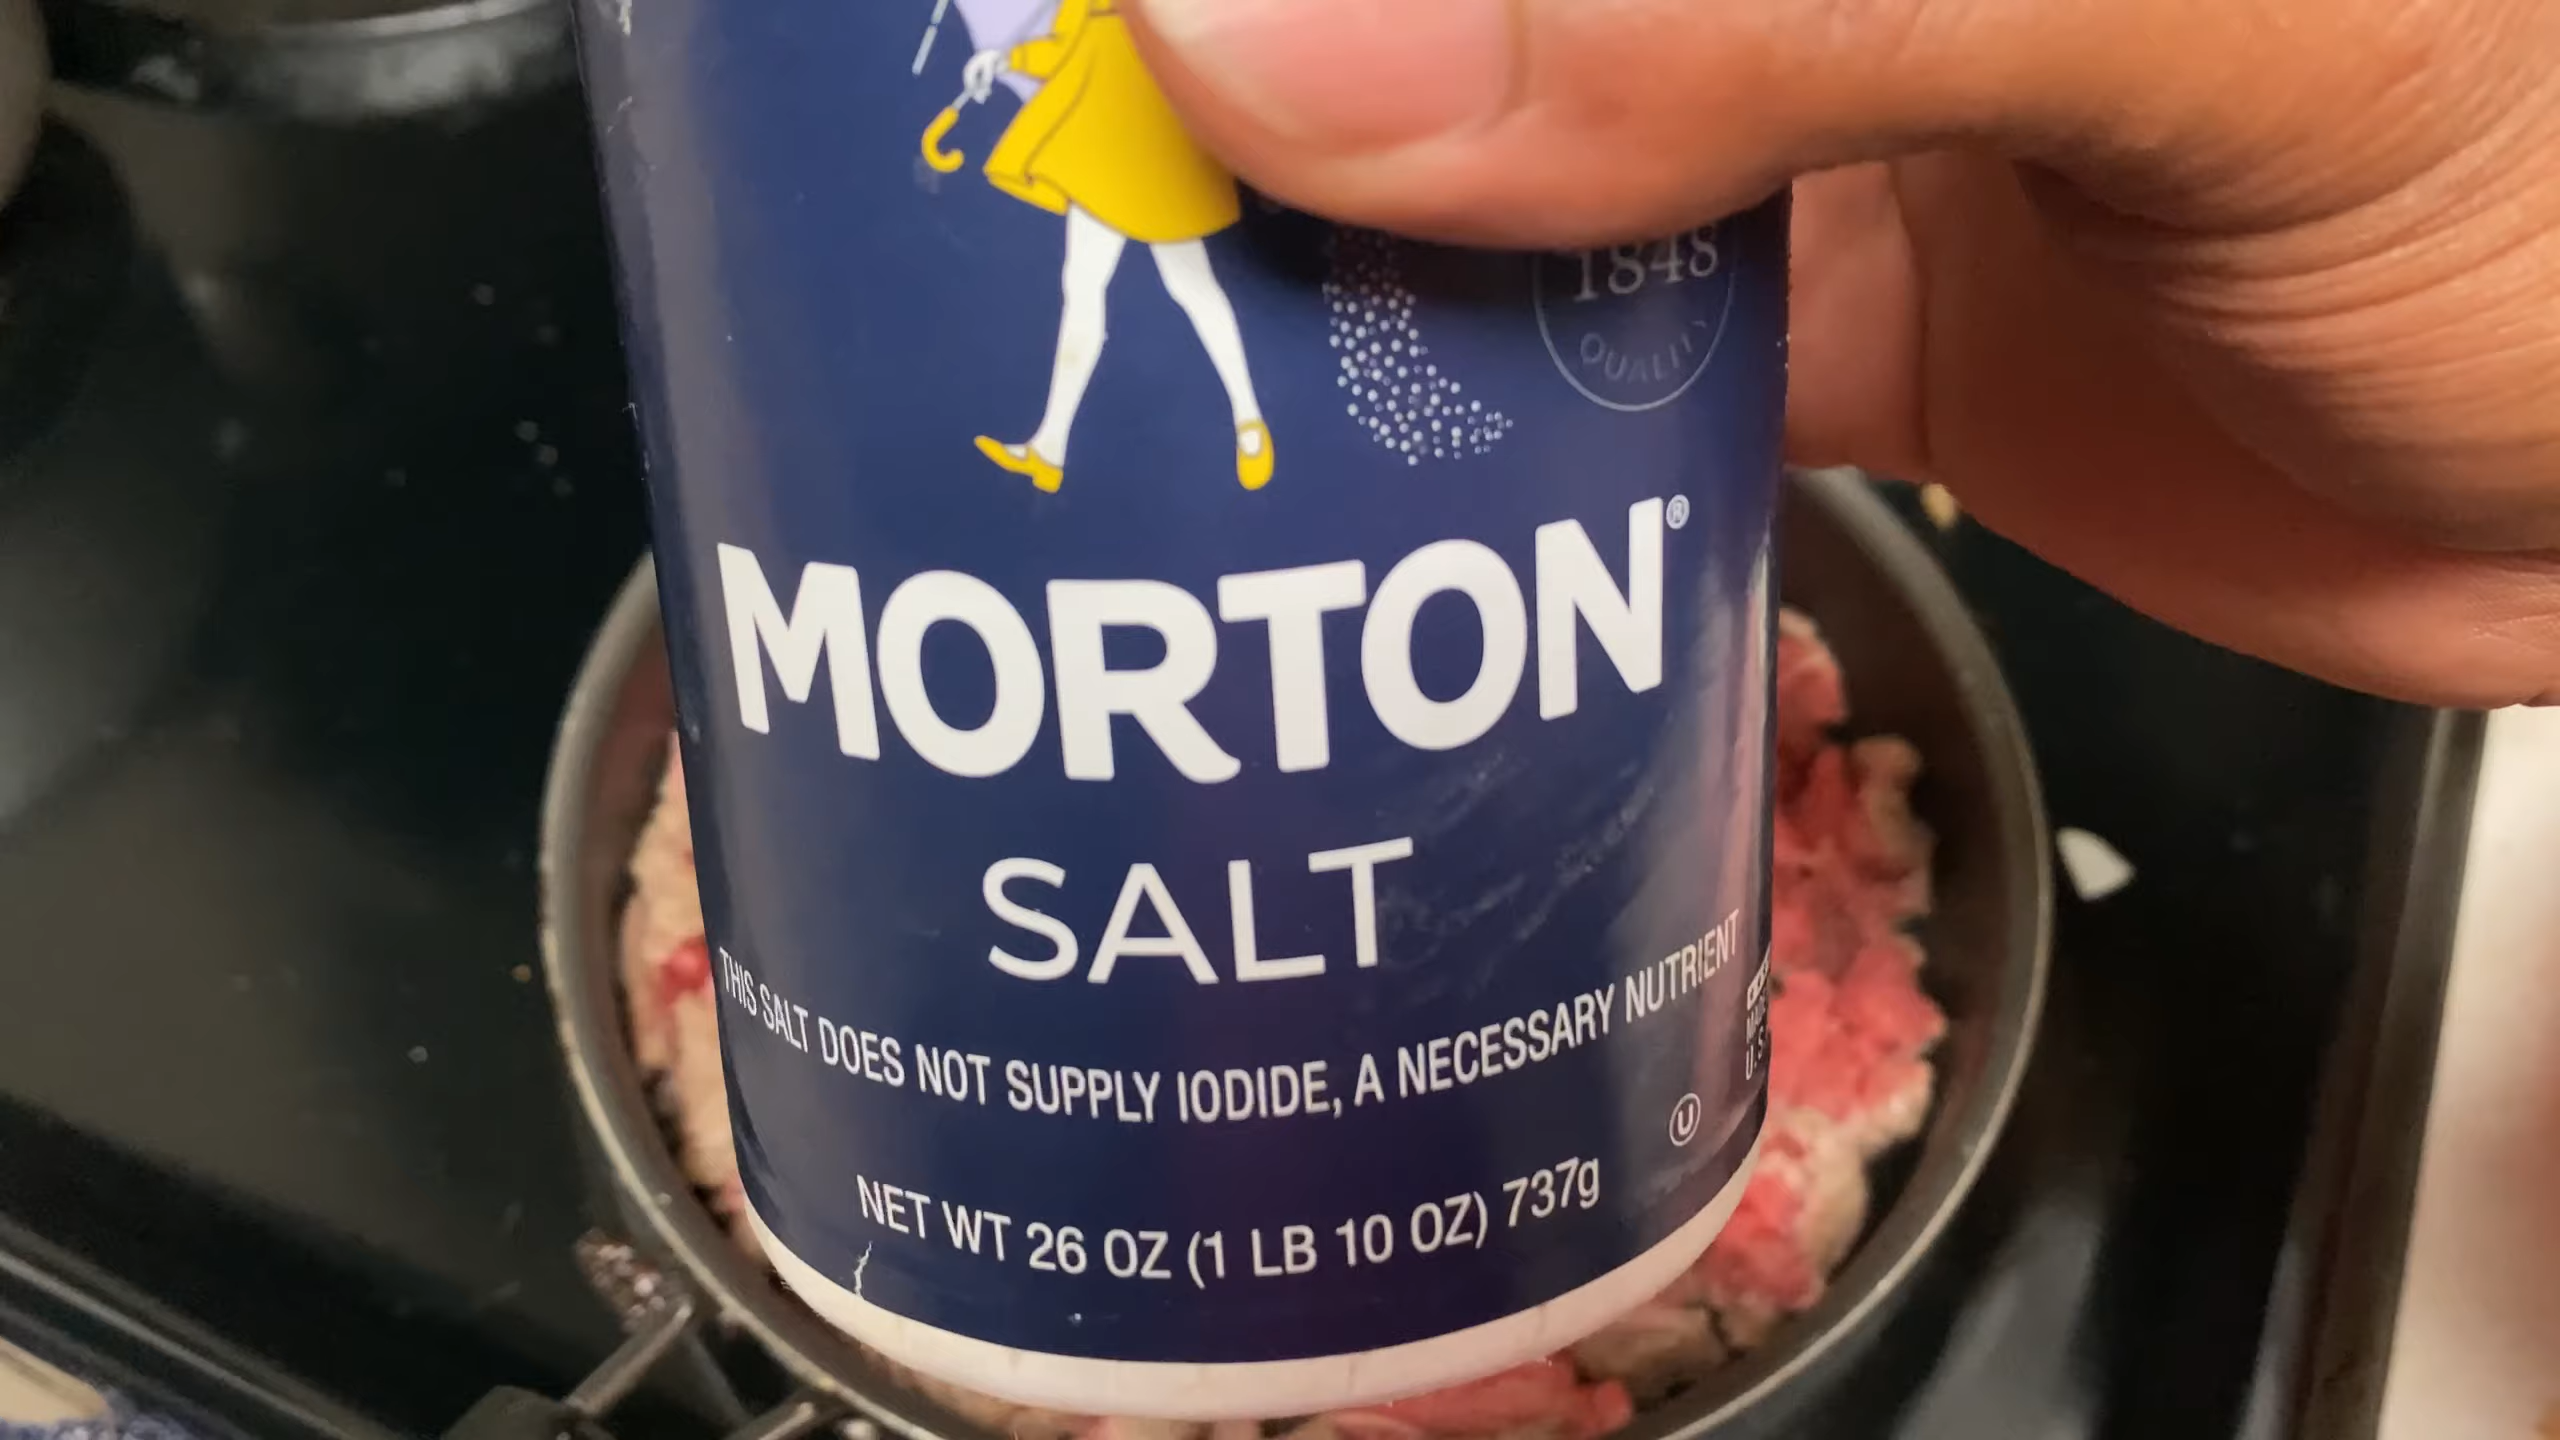 1848
QUALITY
MORTON®
SALT
THIS SALT DOES NOT SUPPLY IODIDE, A NECESSARY NUTRIENT
U
NET WT 26 OZ (1 LB 10 OZ) 737g